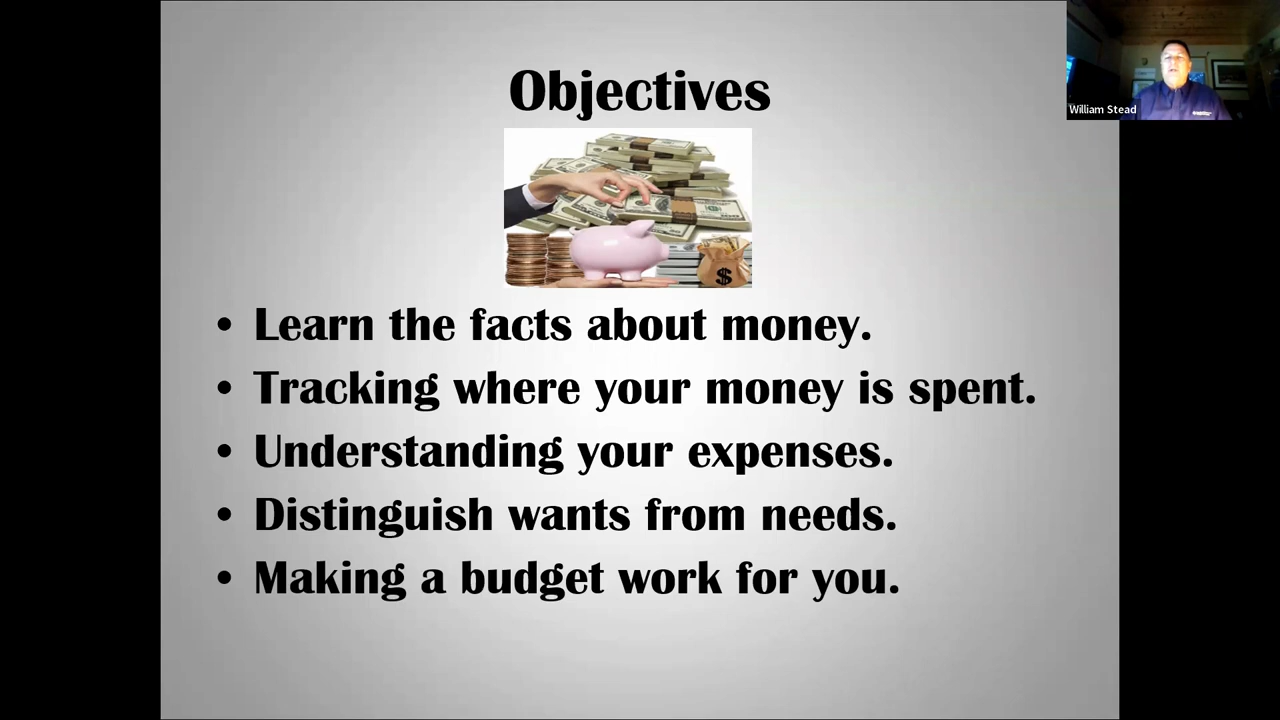 Objectives
William Stead
$
• Learn the facts about money.
• Tracking where your money is spent.
• Understanding your expenses.
• Distinguish wants from needs.
• Making a budget work for you.